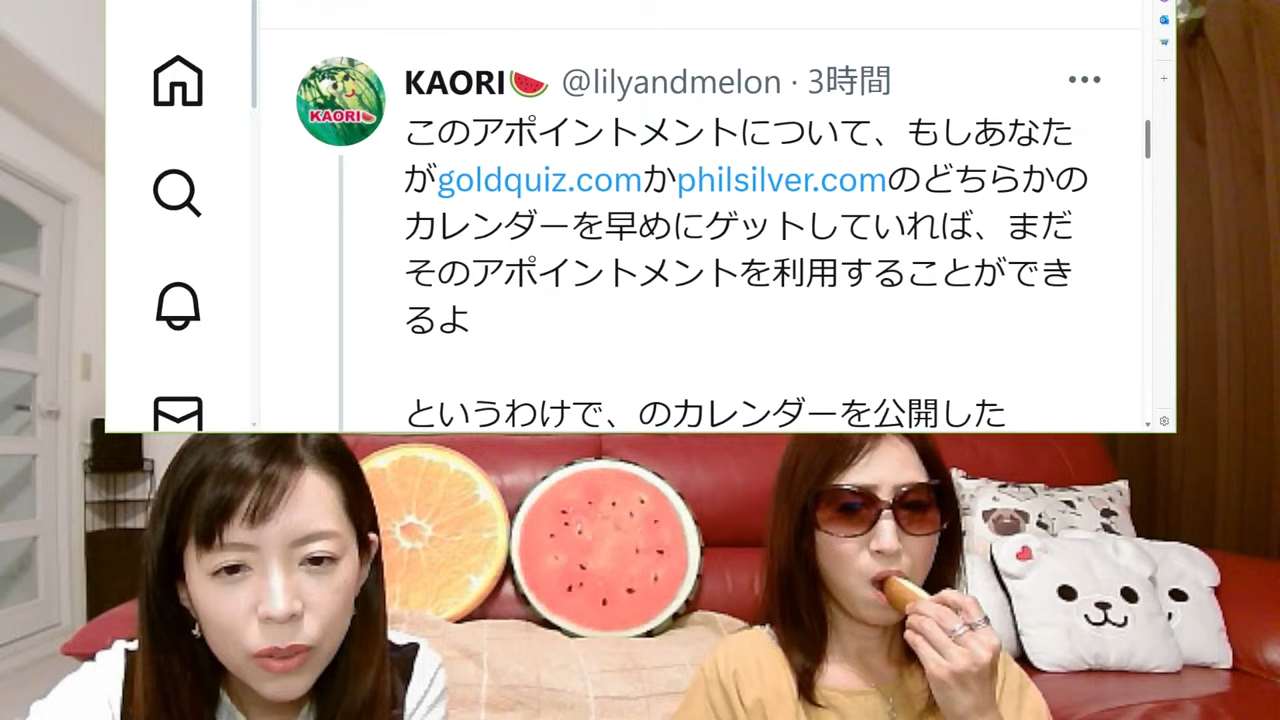 KAORI🍉 @lilyandmelon · 3時間
KAORI
このアポイントメントについて、もしあなた
がgoldquiz.comかphilsilver.comのどちらかの
カレンダーを早めにゲットしていれば、まだ
そのアポイントメントを利用することができ
るよ
というわけで、のカレンダーを公開した